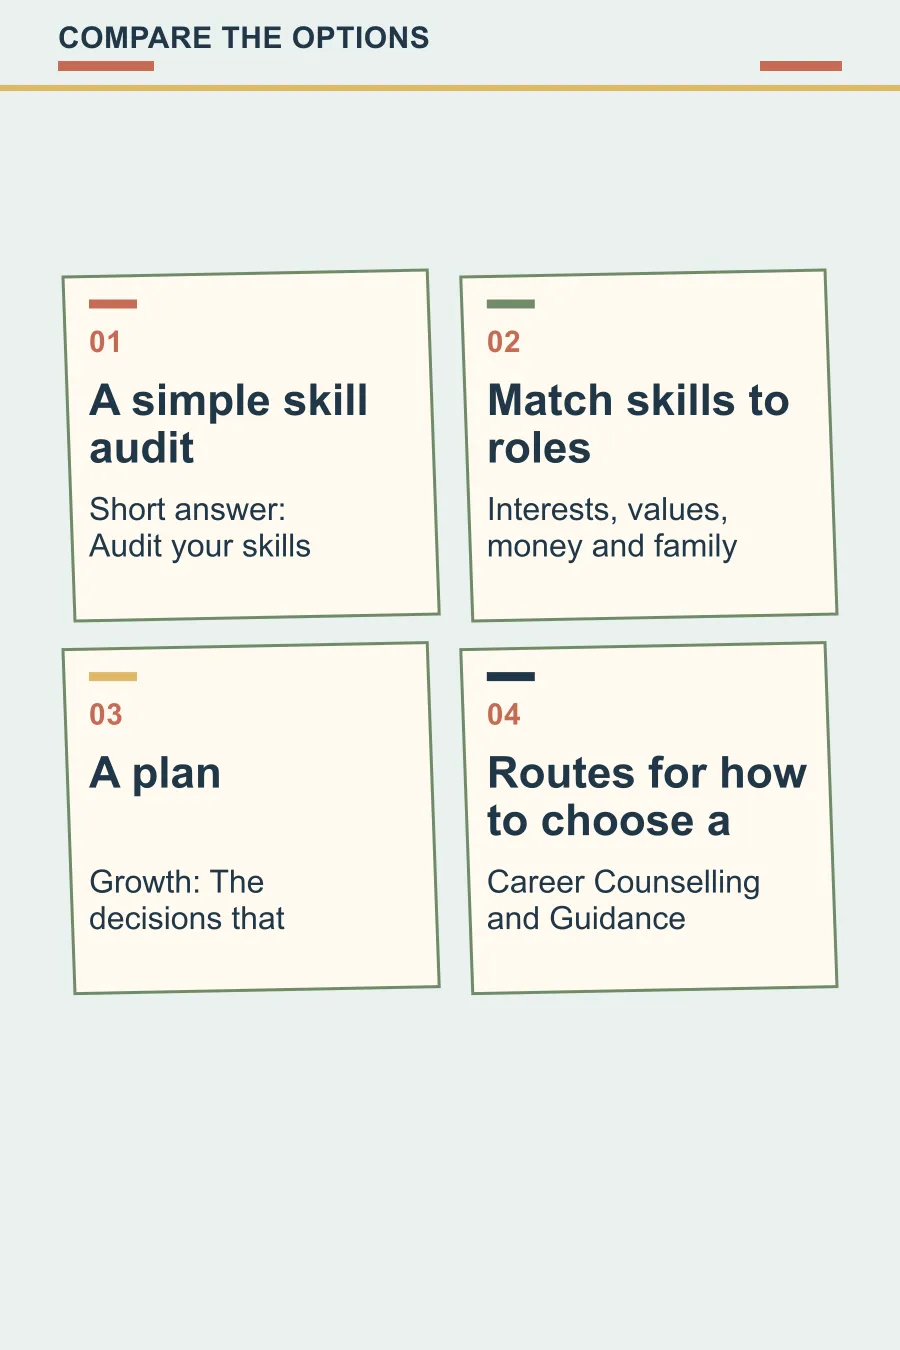 COMPARE THE OPTIONS
01
A simple skill
audit
Short answer:
Audit your skills
02
Match skills to
roles
Interests, values,
money and family
03
A plan
Growth: The
decisions that
04
Routes for how
to choose a
Career Counselling
and Guidance